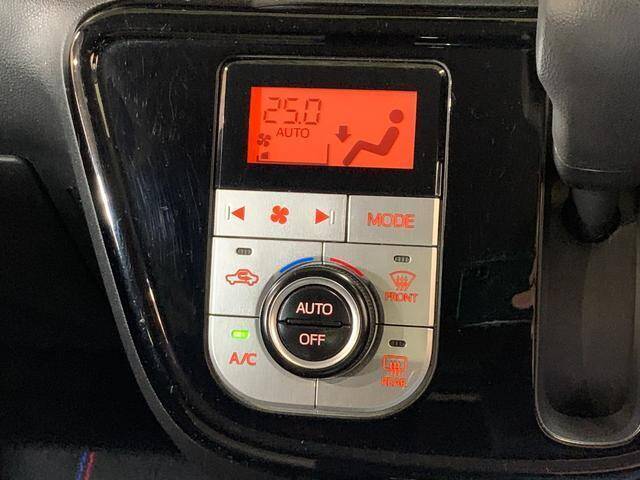 25.0
AUTO
MODE
AUTO
OFF
FRONT
A/C
REAR